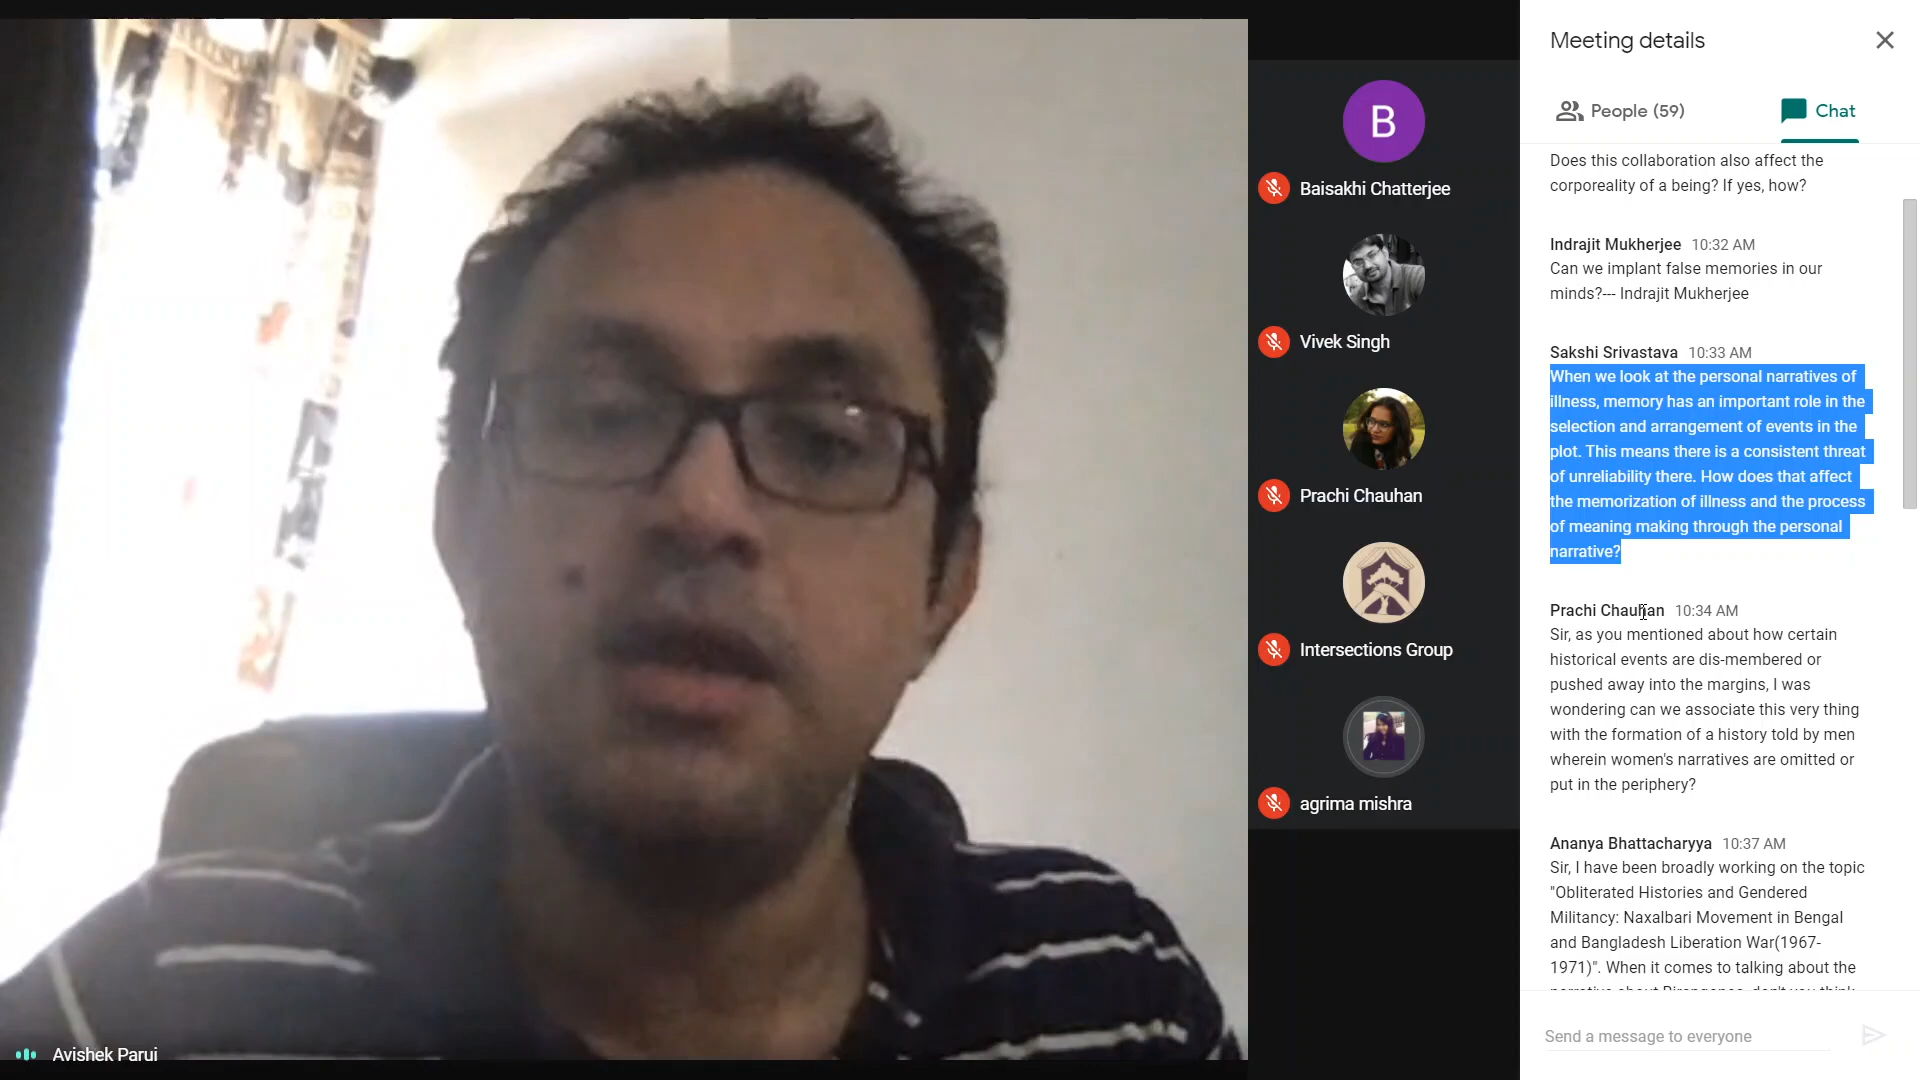 Meeting details
People (59)
Chat
Does this collaboration also affect the
corporeality of a being? If yes, how?
Indrajit Mukherjee 10:32 AM
Can we implant false memories in our
minds?--- Indrajit Mukherjee
Sakshi Srivastava 10:33 AM
When we look at the personal narratives of
illness, memory has an important role in the
selection and arrangement of events in the
plot. This means there is a consistent threat
of unreliability there. How does that affect
the memorization of illness and the process
of meaning making through the personal
narrative?
Prachi Chauhan 10:34 AM
Sir, as you mentioned about how certain
historical events are dis-membered or
pushed away into the margins, I was
wondering can we associate this very thing
with the formation of a history told by men
wherein women's narratives are omitted or
put in the periphery?
Ananya Bhattacharyya 10:37 AM
Sir, I have been broadly working on the topic
"Obliterated Histories and Gendered
Militancy: Naxalbari Movement in Bengal
and Bangladesh Liberation War(1967-
1971)". When it comes to talking about the
Send a message to everyone
B
Baisakhi Chatterjee
Vivek Singh
Prachi Chauhan
Intersections Group
agrima mishra
Avishek Parui